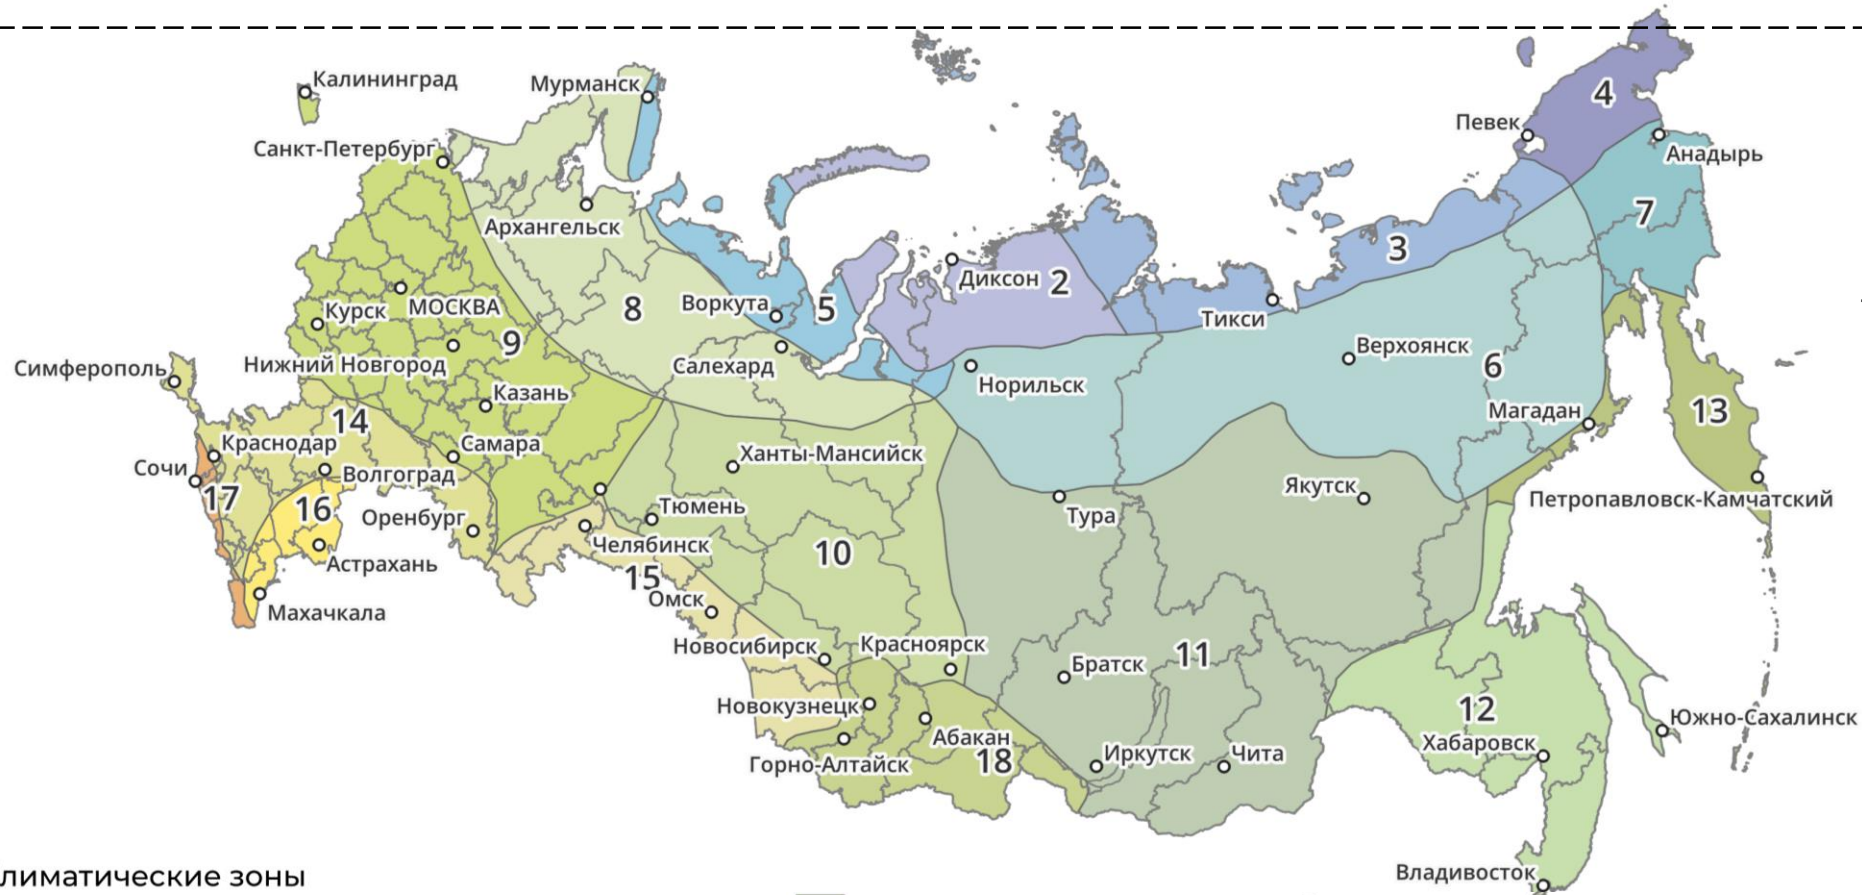 Калининград
Мурманск
4
Певек
Санкт-Петербург
Анадырь
7
Архангельск
3
Диксон 2
Воркута
5
8
Тикси
Курск
МОСКВА
9
Верхоянск
6
Нижний Новгород
Салехард
Норильск
Симферополь
Казань
Магадан
13
14
Краснодар
Самара
Ханты-Мансийск
Сочи
Волгоград
17
16
Якутск
Петропавловск-Камчатский
Оренбург
Тюмень
Тура
Челябинск
10
Астрахань
15
Омск
Махачкала
Новосибирск
Красноярск
Братск
11
Новокузнецк
12
Южно-Сахалинск
Абакан
Хабаровск
Горно-Алтайск
18
Иркутск
Чита
Владивосток
лиматические зоны